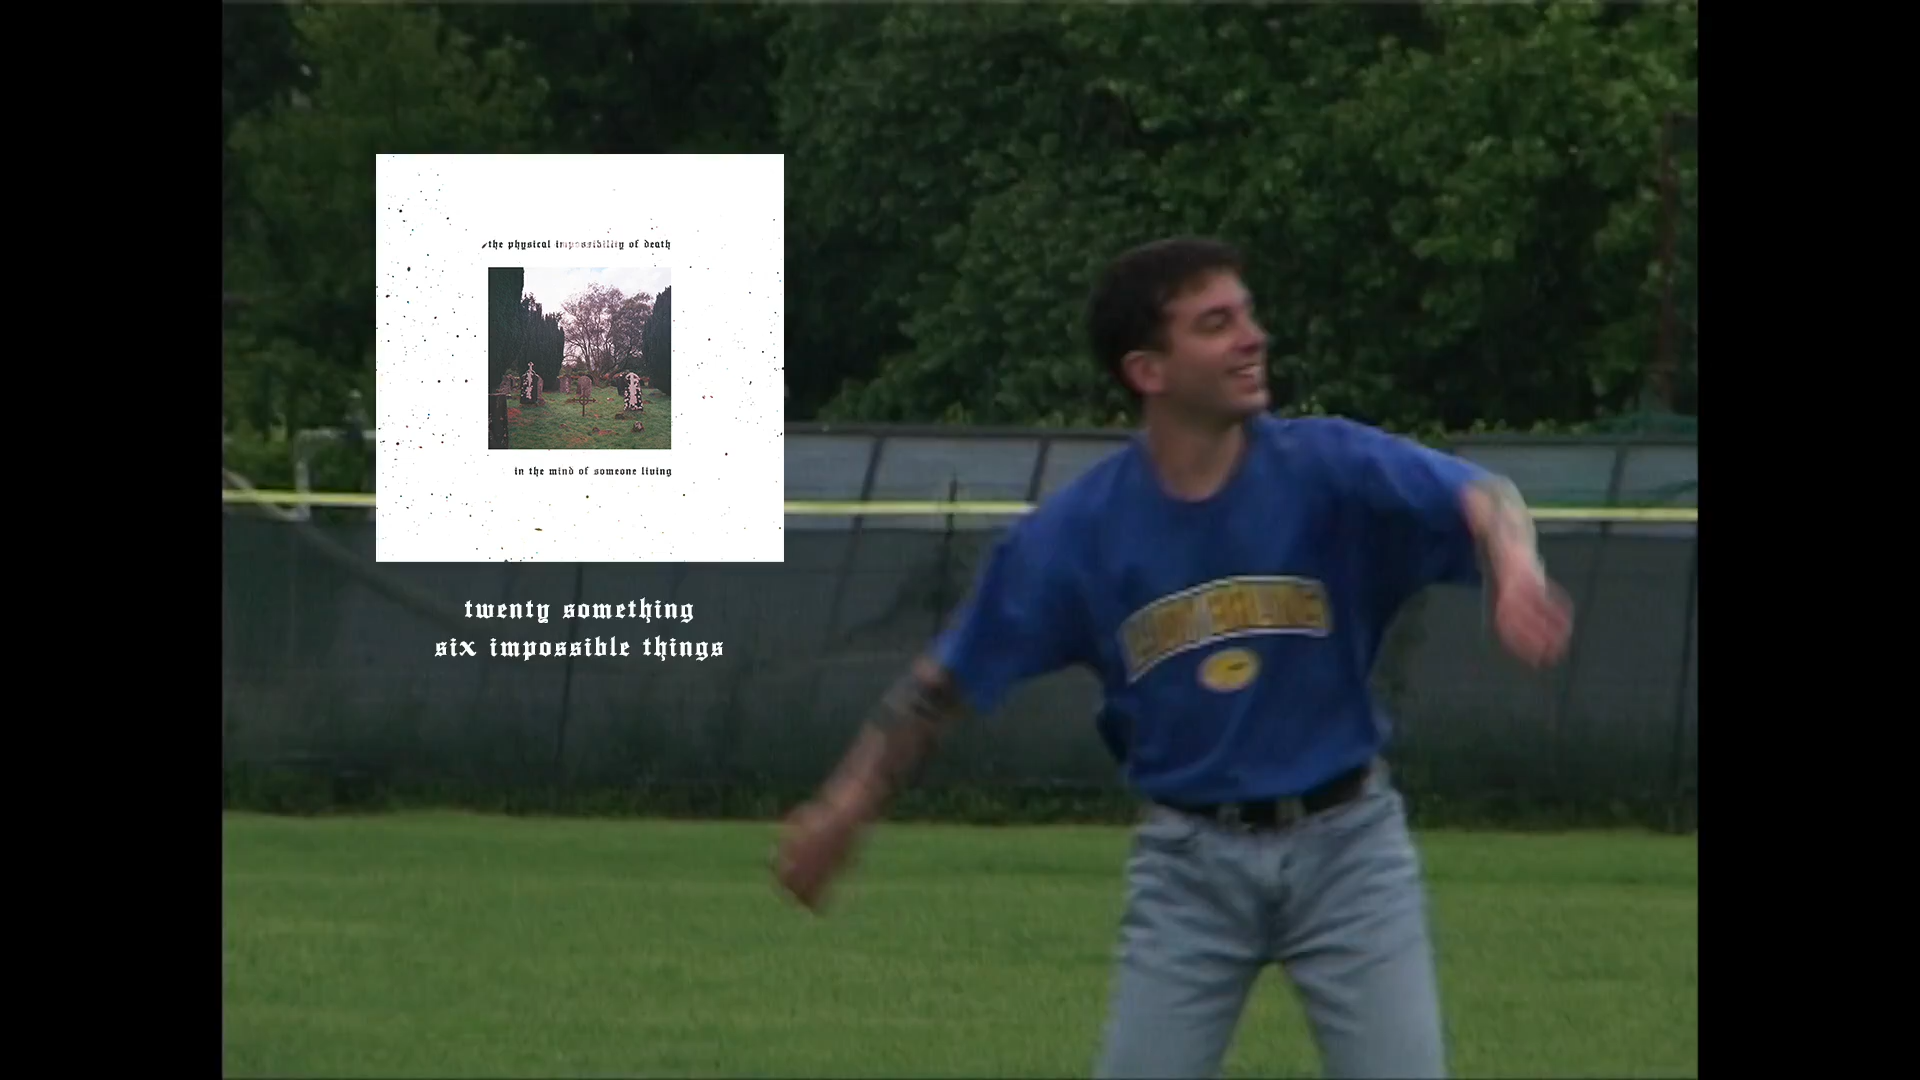 the physical impossibility of death
in the mind of someone living
twenty something
six impossible things